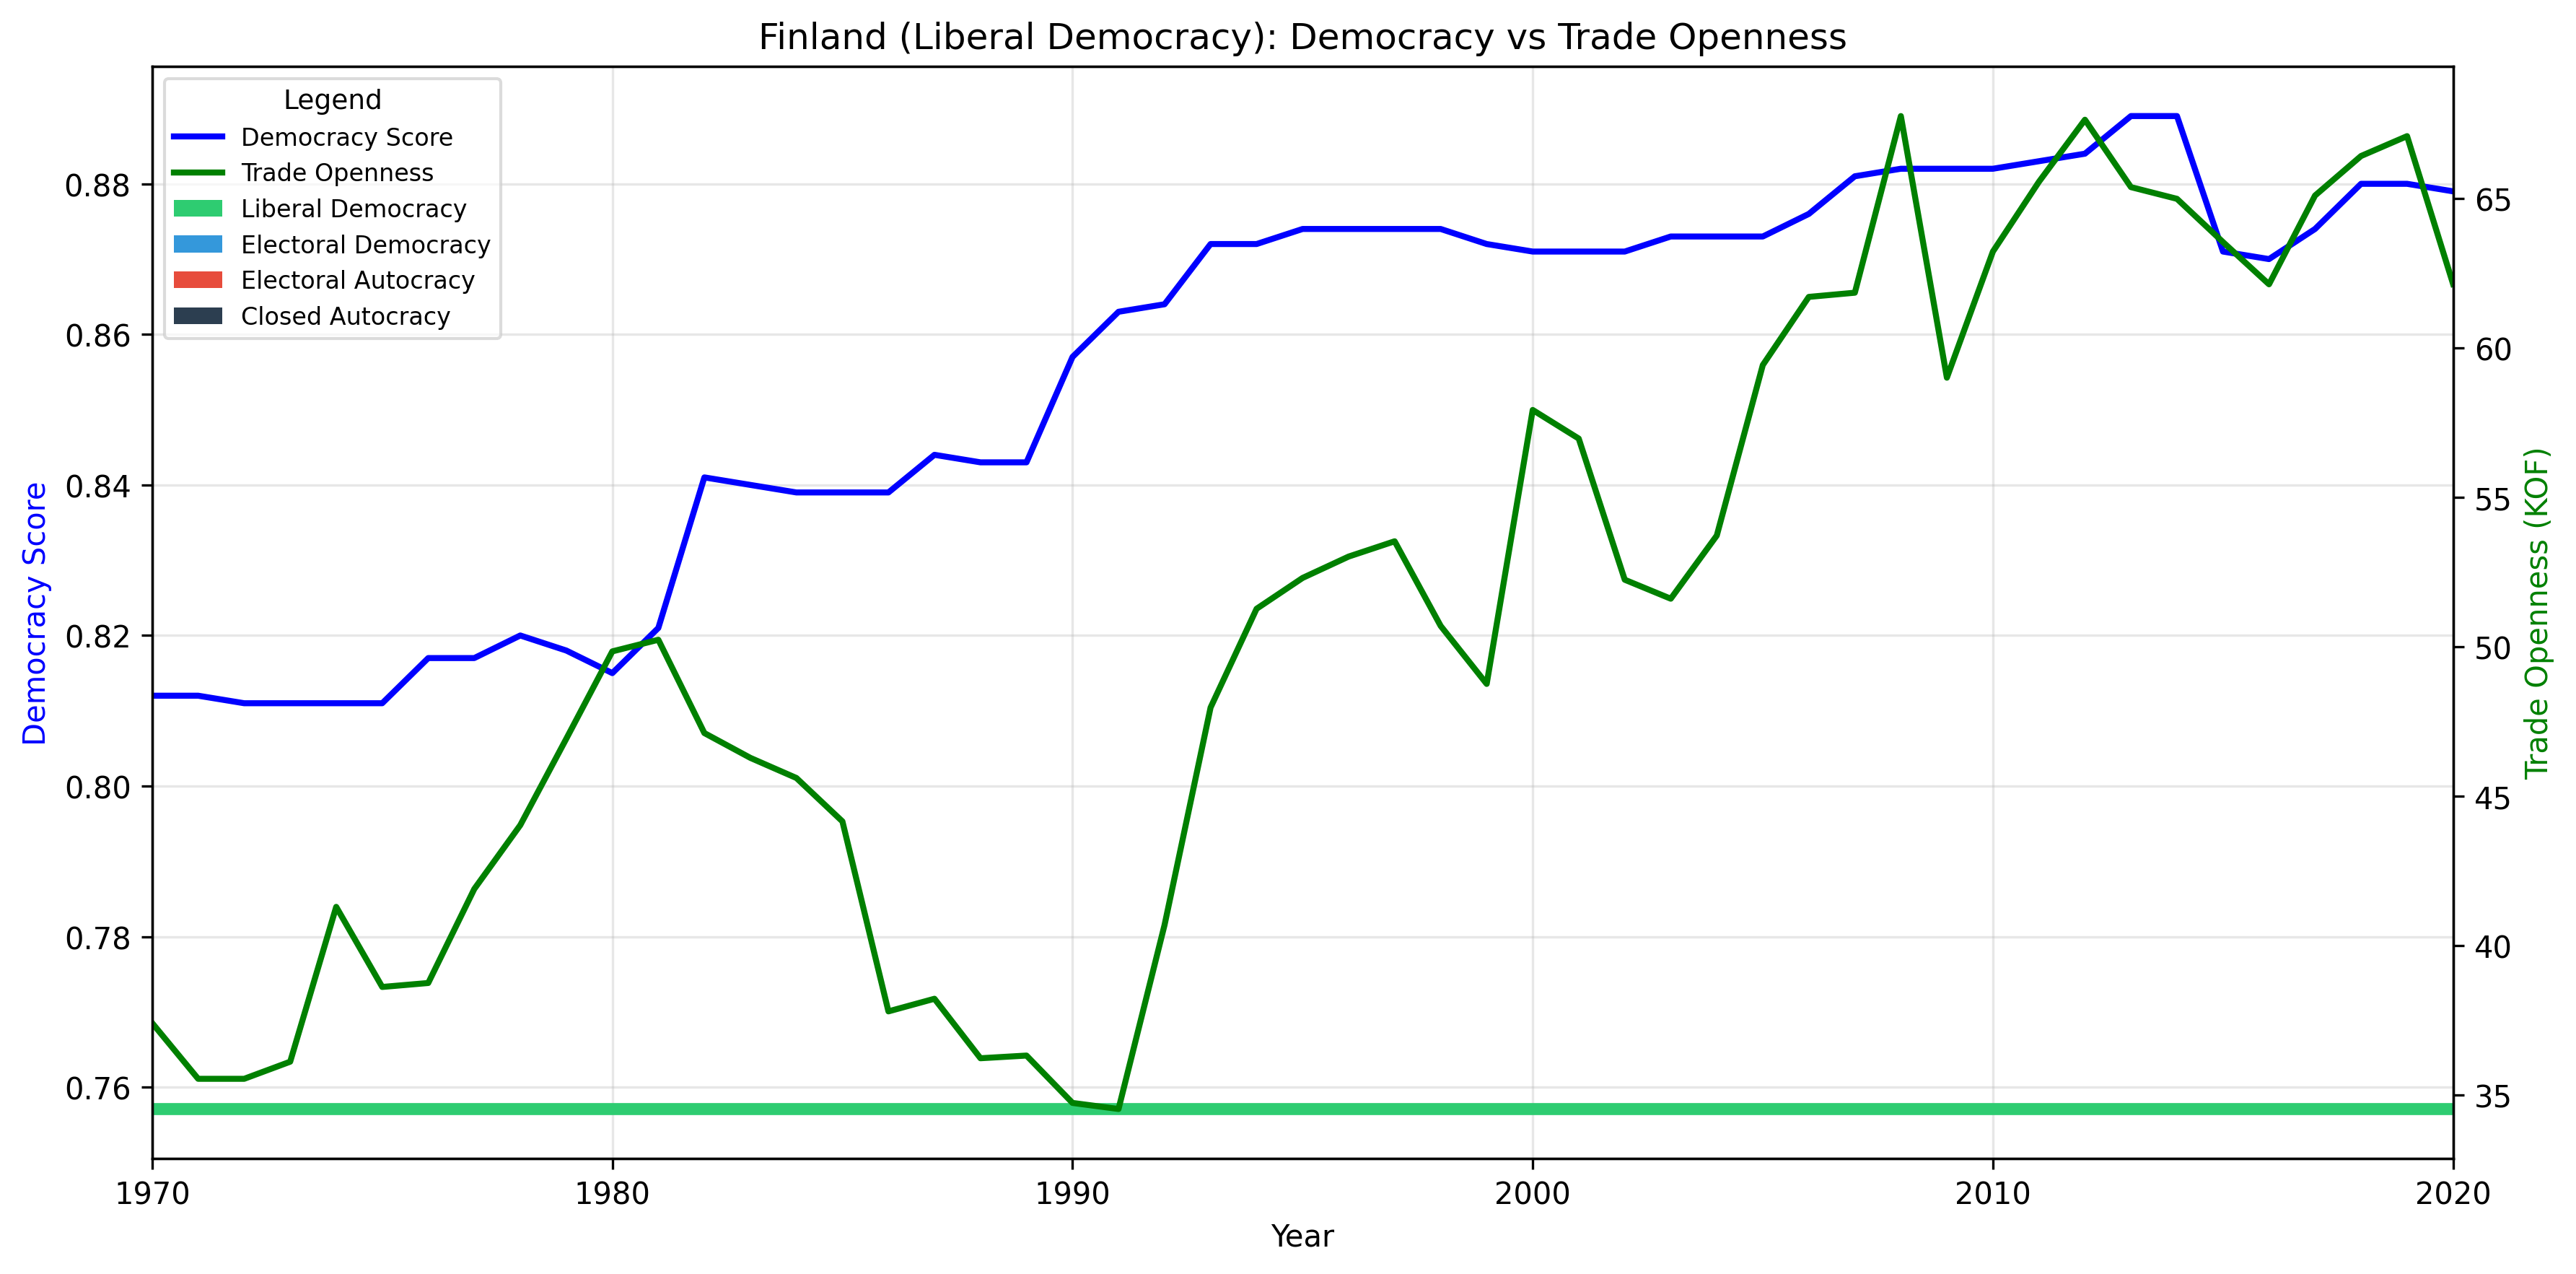 Finland (Liberal Democracy): Democracy vs Trade Openness
Legend
Democracy Score
Trade Openness
Liberal Democracy
Electoral Democracy
Electoral Autocracy
Closed Autocracy
Democracy Score
0.88
0.86
0.84
0.82
0.80
0.78
0.76
65
60
55
50
45
40
35
Trade Openness (KOF)
1970 1980 1990 2000 2010 2020
Year